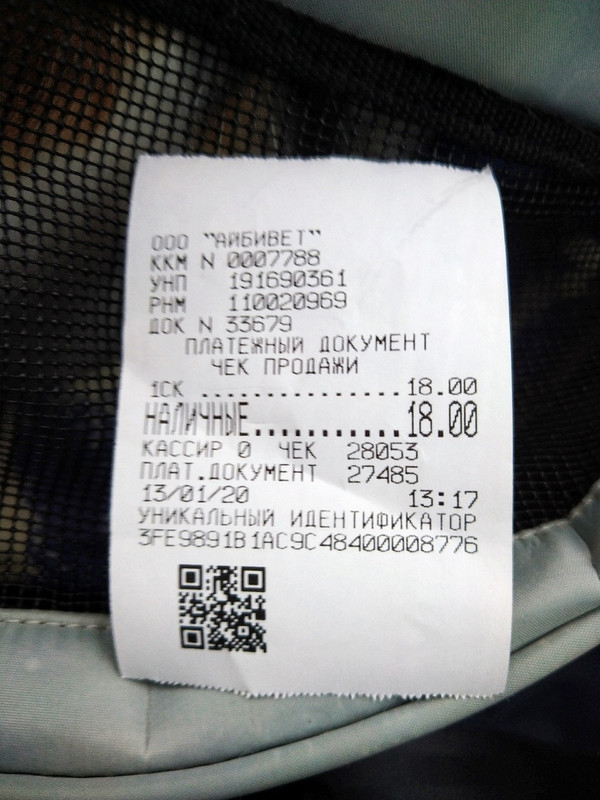 ООО "АЙБИВЕТ"
ККМ N 0007788
УНП 191690361
РНМ 110020969
ДОК N 33679
ПЛАТЕЖНЫЙ ДОКУМЕНТ
ЧЕК ПРОДАЖИ
1СК ................18.00
НАЛИЧНЫЕ...........18.00
КАССИР 0 ЧЕК 28053
ПЛАТ.ДОКУМЕНТ 27485
13/01/20 13:17
УНИКАЛЬНЫЙ ИДЕНТИФИКАТОР
3FE9891B1AC9C48400008776